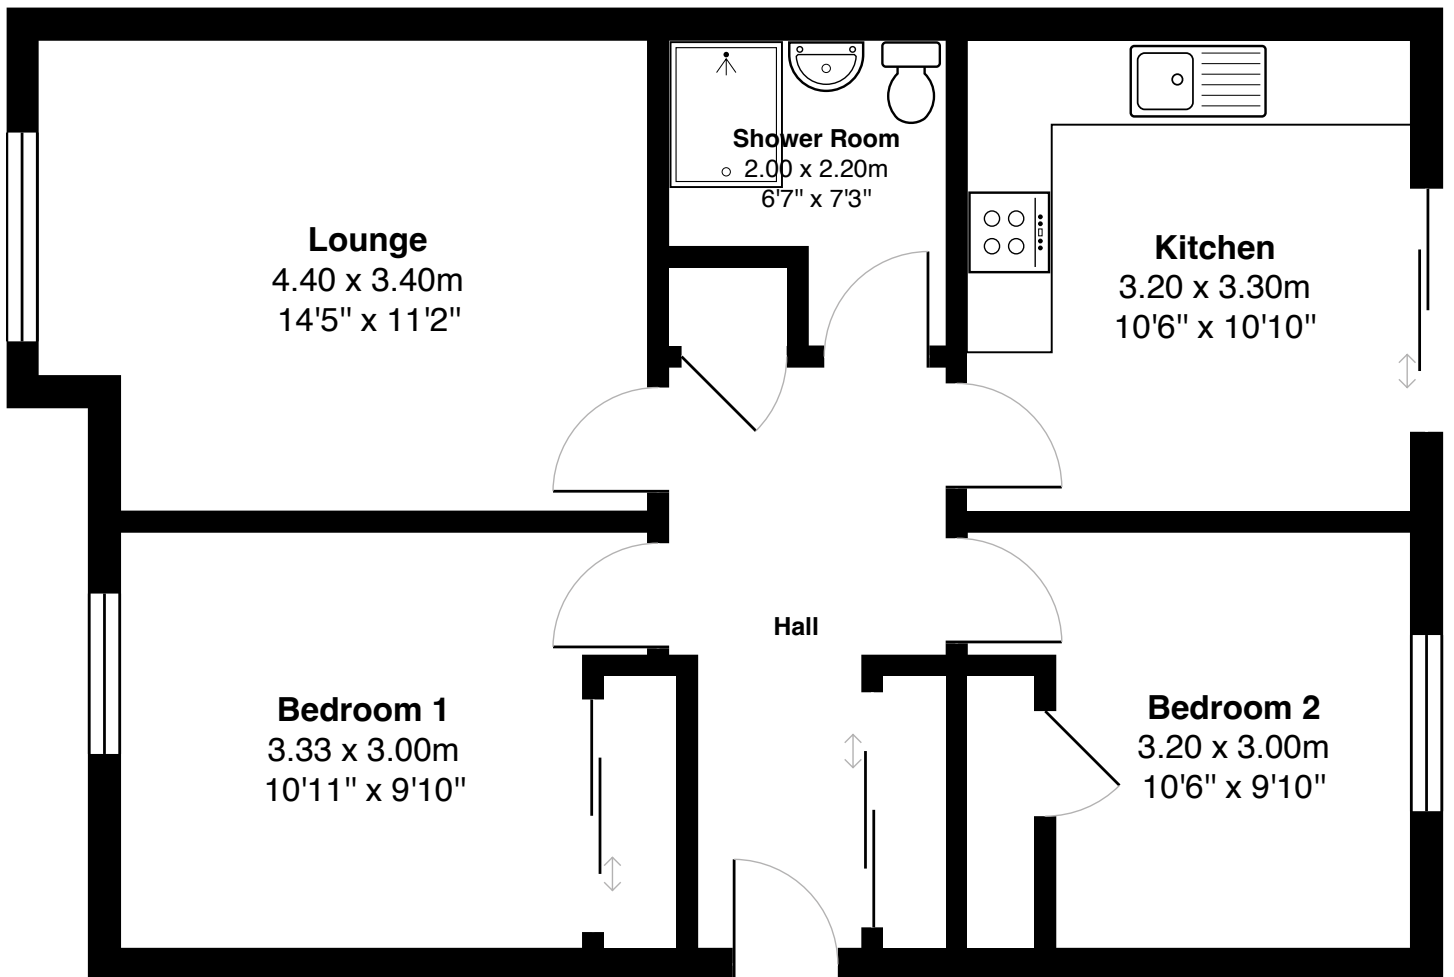 Shower Room
2.00 x 2.20m
6'7" x 7'3"
Lounge
4.40 x 3.40m
14'5" x 11'2"
Kitchen
3.20 x 3.30m
10'6" x 10'10"
Hall
Bedroom 1
3.33 x 3.00m
10'11" x 9'10"
Bedroom 2
3.20 x 3.00m
10'6" x 9'10"